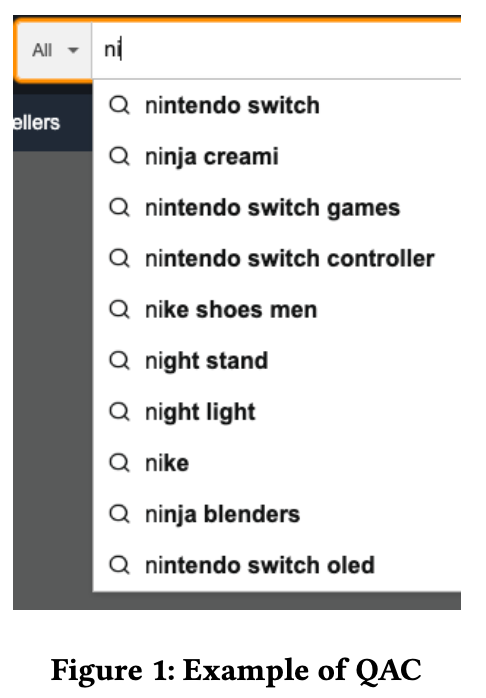 All ni
ellers
nintendo switch
ninja creami
nintendo switch games
nintendo switch controller
nike shoes men
night stand
night light
nike
ninja blenders
nintendo switch oled
Figure 1: Example of QAC